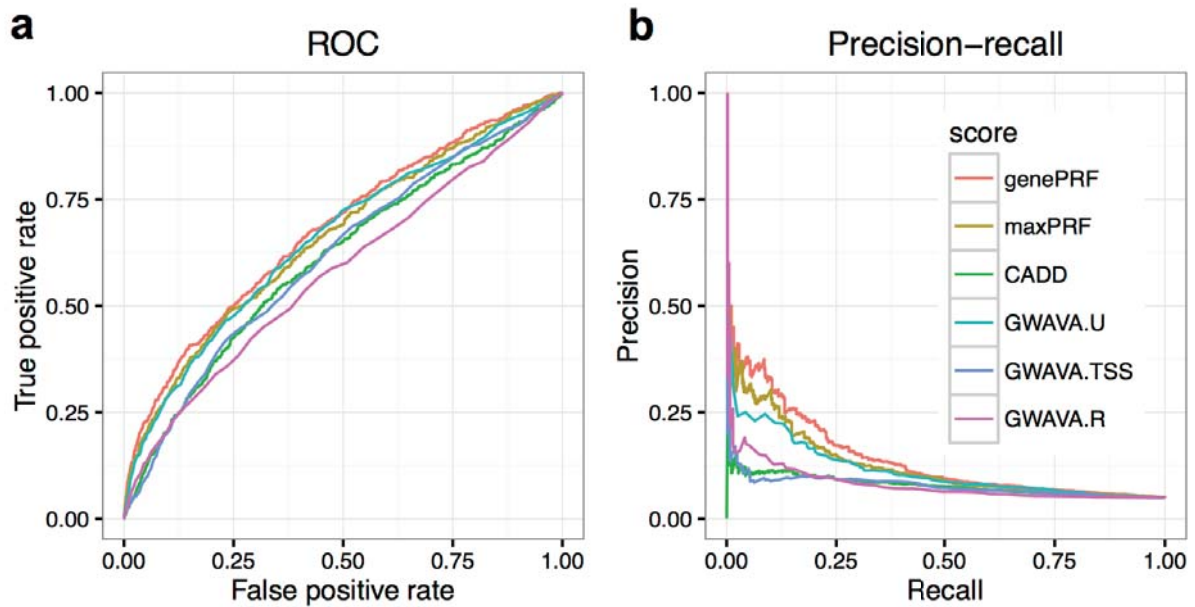 a
ROC
True positive rate
1.00
0.75
0.50
0.25
0.00
0.00 0.25 0.50 0.75 1.00
False positive rate
b
Precision-recall
Precision
1.00
0.75
0.50
0.25
0.00
score
genePRF
maxPRF
CADD
GWAVA.U
GWAVA.TSS
GWAVA.R
0.00 0.25 0.50 0.75 1.00
Recall